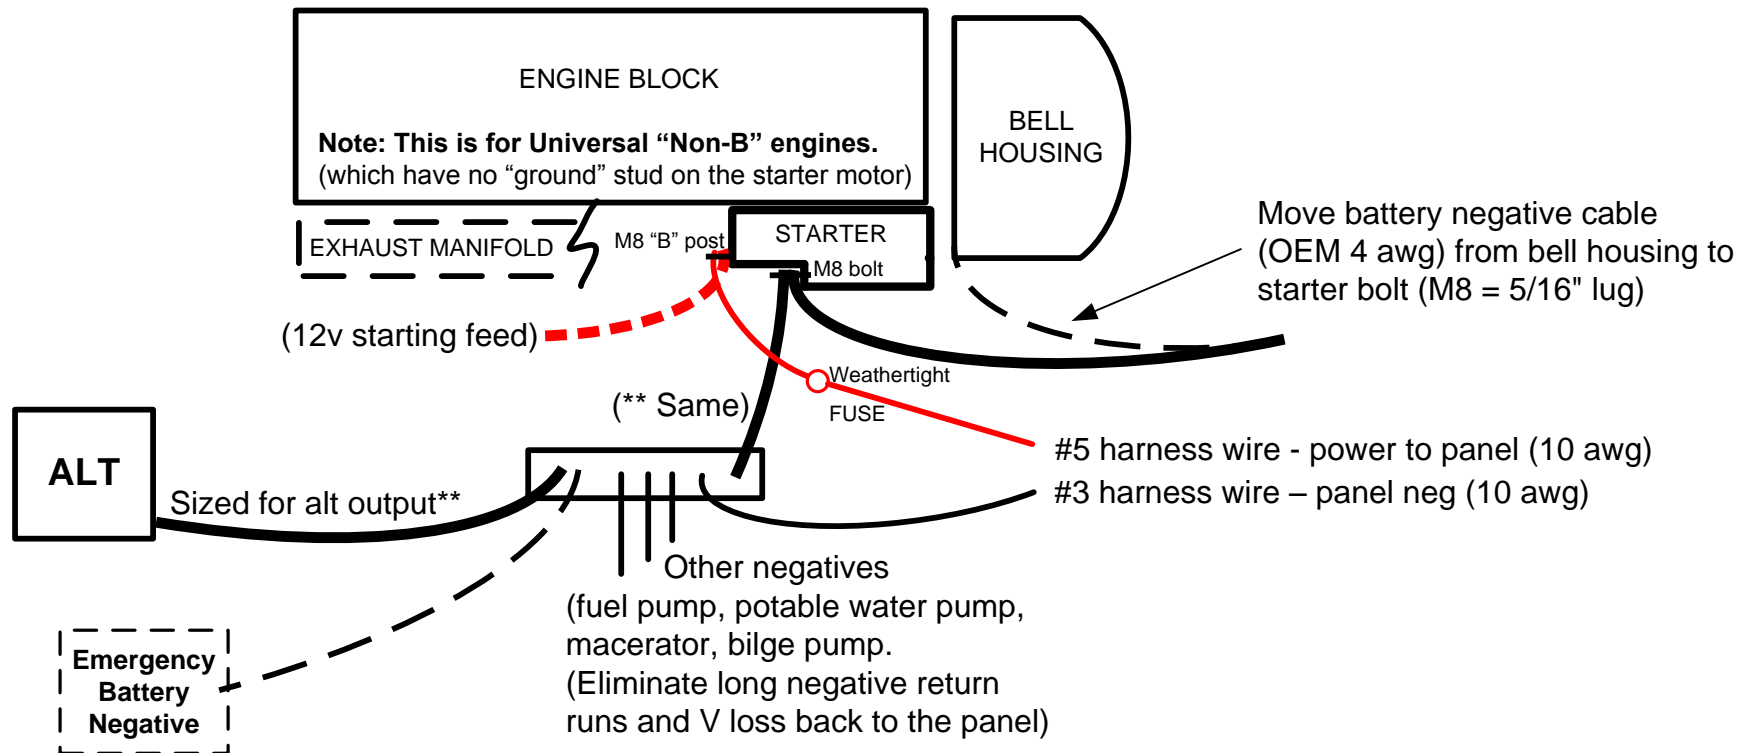 ENGINE BLOCK
Note: This is for Universal “Non-B” engines.
(which have no “ground” stud on the starter motor)
BELL
HOUSING
EXHAUST MANIFOLD
M8 “B” post
STARTER
M8 bolt
Move battery negative cable
(OEM 4 awg) from bell housing to
starter bolt (M8 = 5/16" lug)
(12v starting feed)
Weathertight
FUSE
(** Same)
ALT
Sized for alt output**
#5 harness wire - power to panel (10 awg)
#3 harness wire – panel neg (10 awg)
Other negatives
(fuel pump, potable water pump,
macerator, bilge pump.
(Eliminate long negative return
runs and V loss back to the panel)
Emergency
Battery
Negative